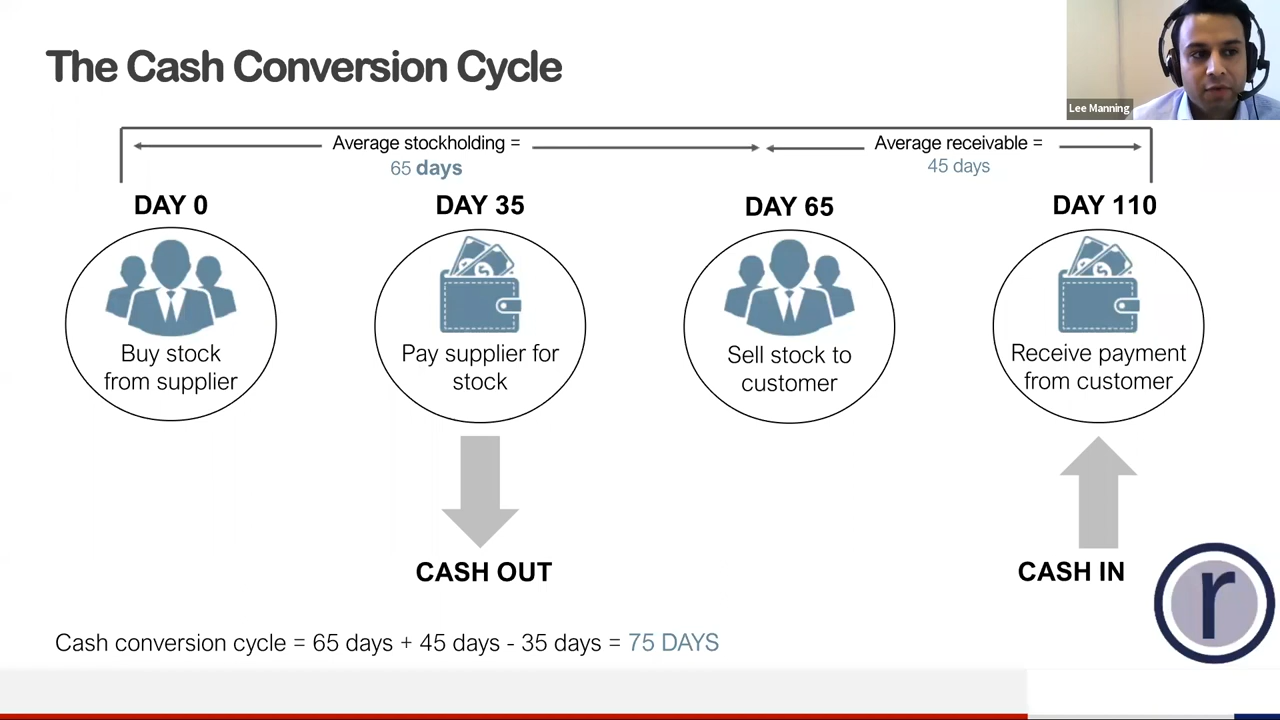 The Cash Conversion Cycle
Lee Manning
Average stockholding =
65 days
Average receivable =
45 days
DAY 0
DAY 35
DAY 65
DAY 110
Buy stock
from supplier
Pay supplier for
stock
Sell stock to
customer
Receive payment
from customer
CASH OUT
CASH IN
r
Cash conversion cycle = 65 days + 45 days - 35 days = 75 DAYS